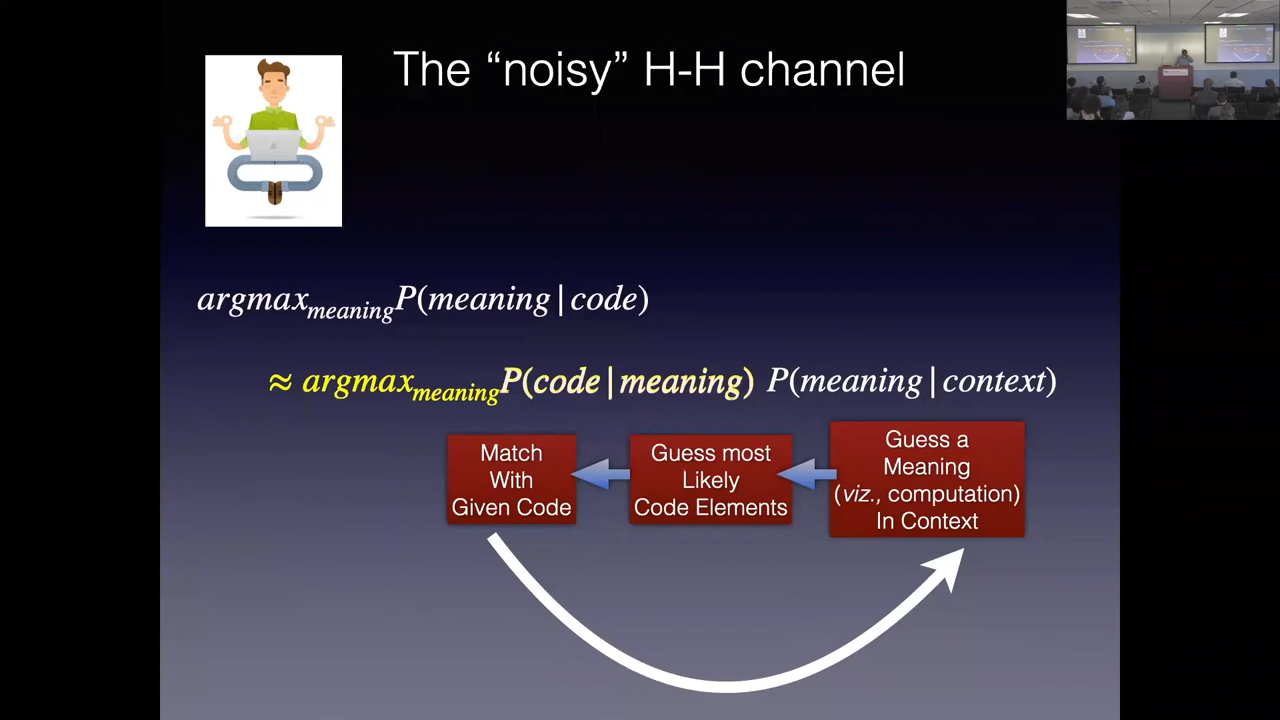 The “noisy” H-H channel
argmax_meaning P(meaning | code)
≈ argmax_meaning P(code | meaning) P(meaning | context)
Match
With
Given Code
Guess most
Likely
Code Elements
Guess a
Meaning
(viz., computation)
In Context